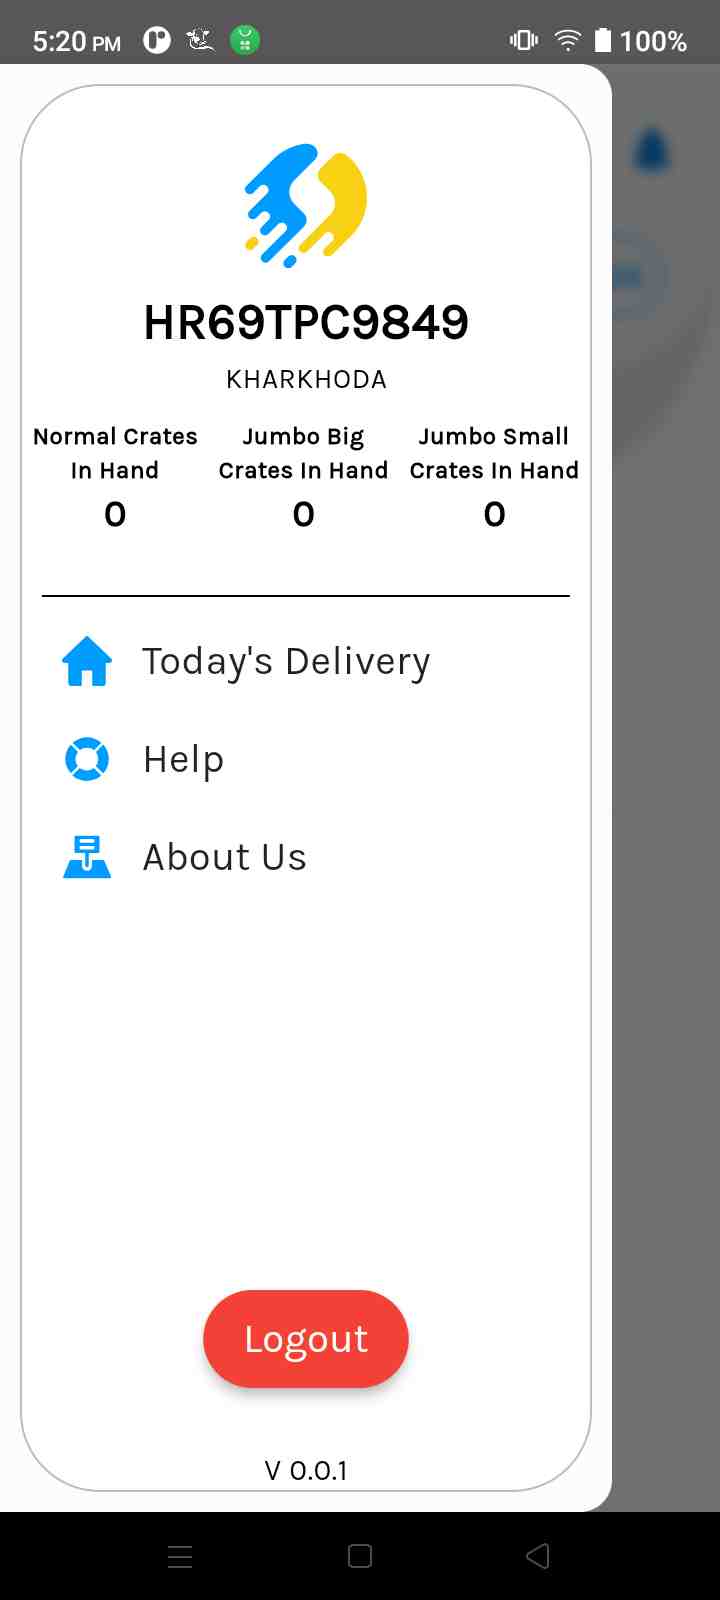 5:20 PM
100%
HR69TPC9849
KHARKHODA
Normal Crates In Hand
0
Jumbo Big Crates In Hand
0
Jumbo Small Crates In Hand
0
Today's Delivery
Help
About Us
Logout
V 0.0.1